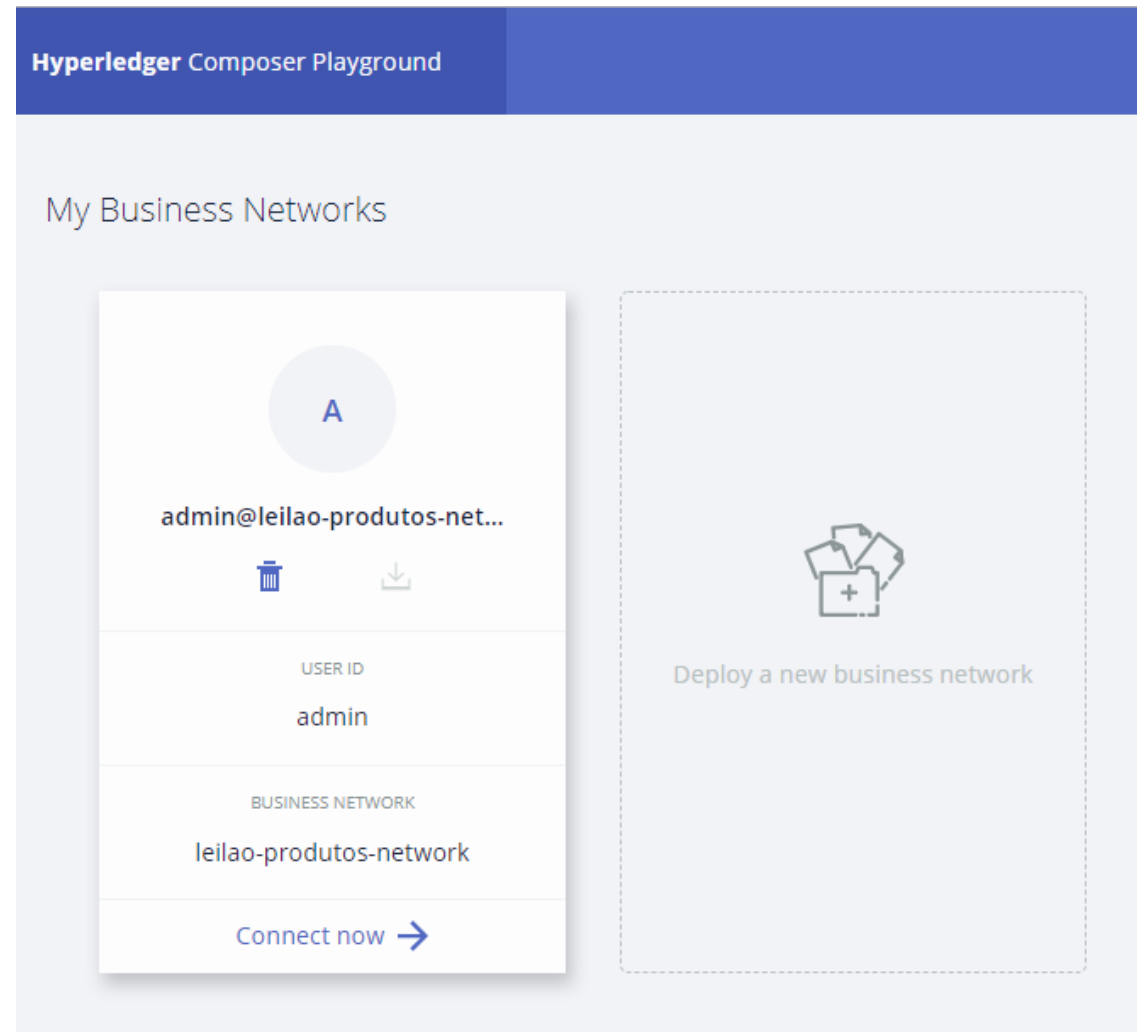 Hyperledger Composer Playground
My Business Networks
A
admin@leilao-produtos-net...
USER ID
admin
BUSINESS NETWORK
leilao-produtos-network
Connect now
Deploy a new business network